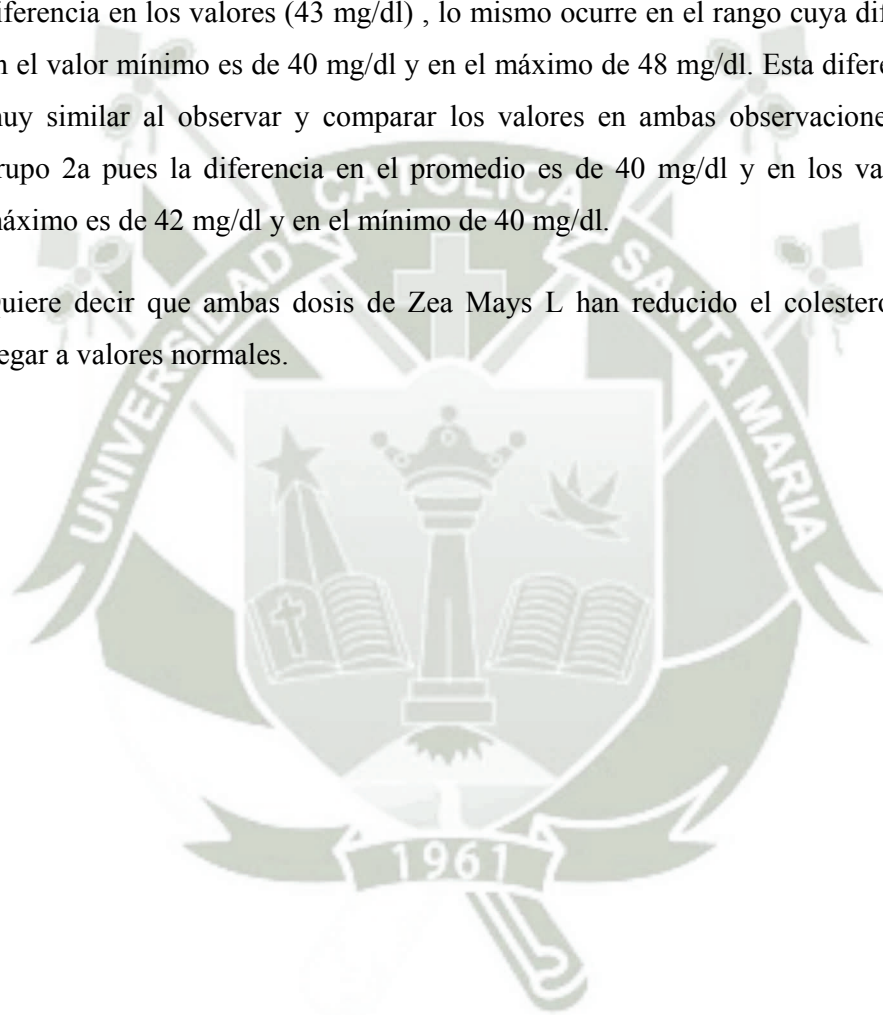 iferencia en los valores (43 mg/dl) , lo mismo ocurre en el rango cuya dif
n el valor mínimo es de 40 mg/dl y en el máximo de 48 mg/dl. Esta difere
uy similar al observar y comparar los valores en ambas observacione
rupo 2a pues la diferencia en el promedio es de 40 mg/dl y en los va
áximo es de 42 mg/dl y en el mínimo de 40 mg/dl.
uiere decir que ambas dosis de Zea Mays L han reducido el colestero
egar a valores normales.
UNIVERSIDAD CATOLICA SANTA MARIA
1961